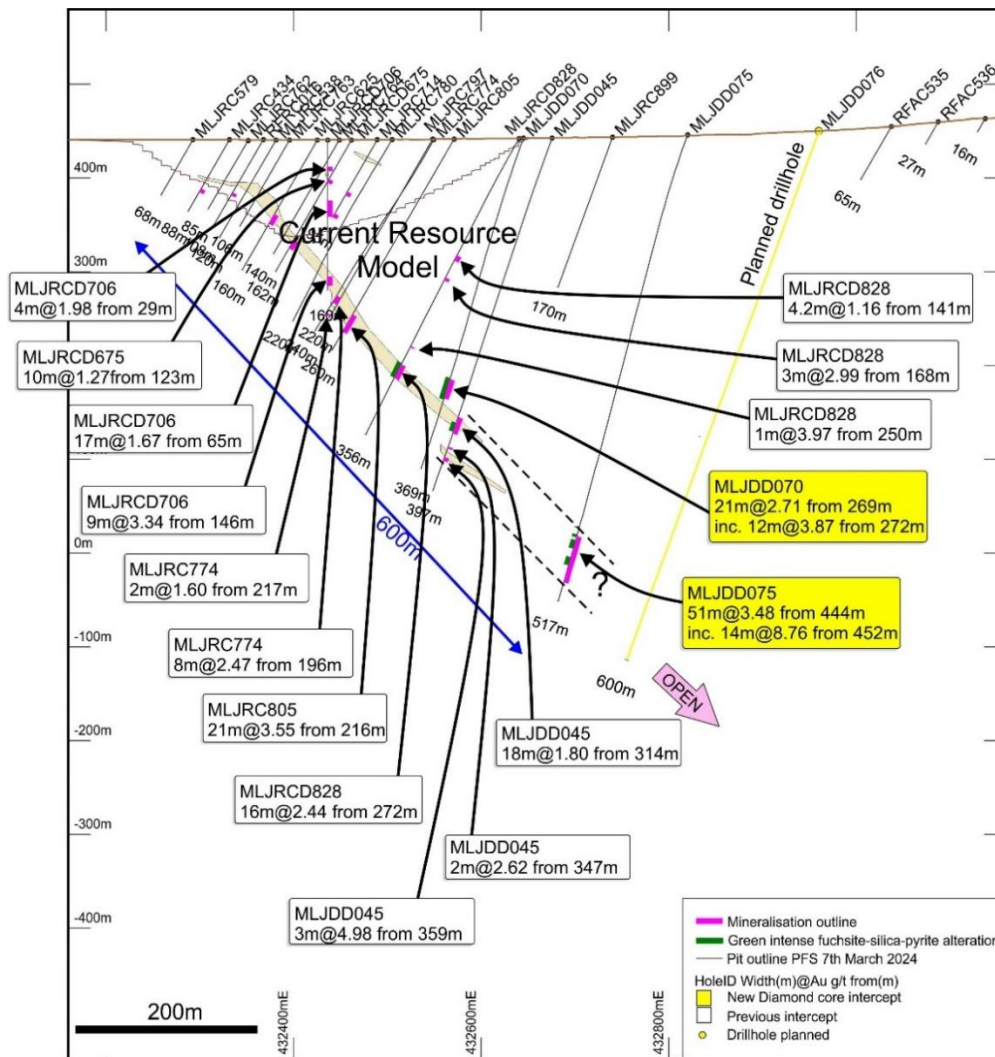 MLJRC579
MLJRC434
MLJRC762
MLJRC763
MLJRC625
MLJRCD706
MLJRCD675
MLJRC714
MLJRC780
MLJRC797
MLJRC774
MLJRC805
MLJRCD828
MLJDD070
MLJDD045
MLJRC899
MLJDD075
MLJDD076
RFAC535
RFAC536
400m
300m
0m
-100m
-200m
-300m
-400m
68m
88m
85m
106m
120m
140m
160m
162m
220m
220m
240m
260m
356m
369m
397m
170m
517m
600m
65m
27m
16m
Planned drillhole
Current Resource
Model
600m
?
OPEN
MLJRCD706
4m@1.98 from 29m
MLJRCD675
10m@1.27from 123m
MLJRCD706
17m@1.67 from 65m
MLJRCD706
9m@3.34 from 146m
MLJRC774
2m@1.60 from 217m
MLJRC774
8m@2.47 from 196m
MLJRC805
21m@3.55 from 216m
MLJRCD828
16m@2.44 from 272m
MLJDD045
3m@4.98 from 359m
MLJDD045
2m@2.62 from 347m
MLJDD045
18m@1.80 from 314m
MLJRCD828
4.2m@1.16 from 141m
MLJRCD828
3m@2.99 from 168m
MLJRCD828
1m@3.97 from 250m
MLJDD070
21m@2.71 from 269m
inc. 12m@3.87 from 272m
MLJDD075
51m@3.48 from 444m
inc. 14m@8.76 from 452m
200m
432400mE
432600mE
432800mE
Mineralisation outline
Green intense fuchsite-silica-pyrite alteration
Pit outline PFS 7th March 2024
HoleID Width(m)@Au g/t from(m)
New Diamond core intercept
Previous intercept
Drillhole planned